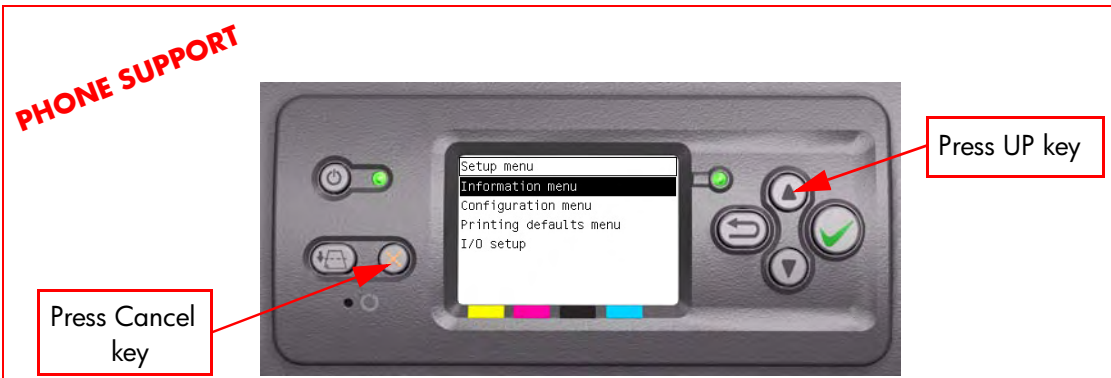 PHONE SUPPORT
Press UP key
Setup menu
Information menu
Configuration menu
Printing defaults menu
I/O setup
Press Cancel
key